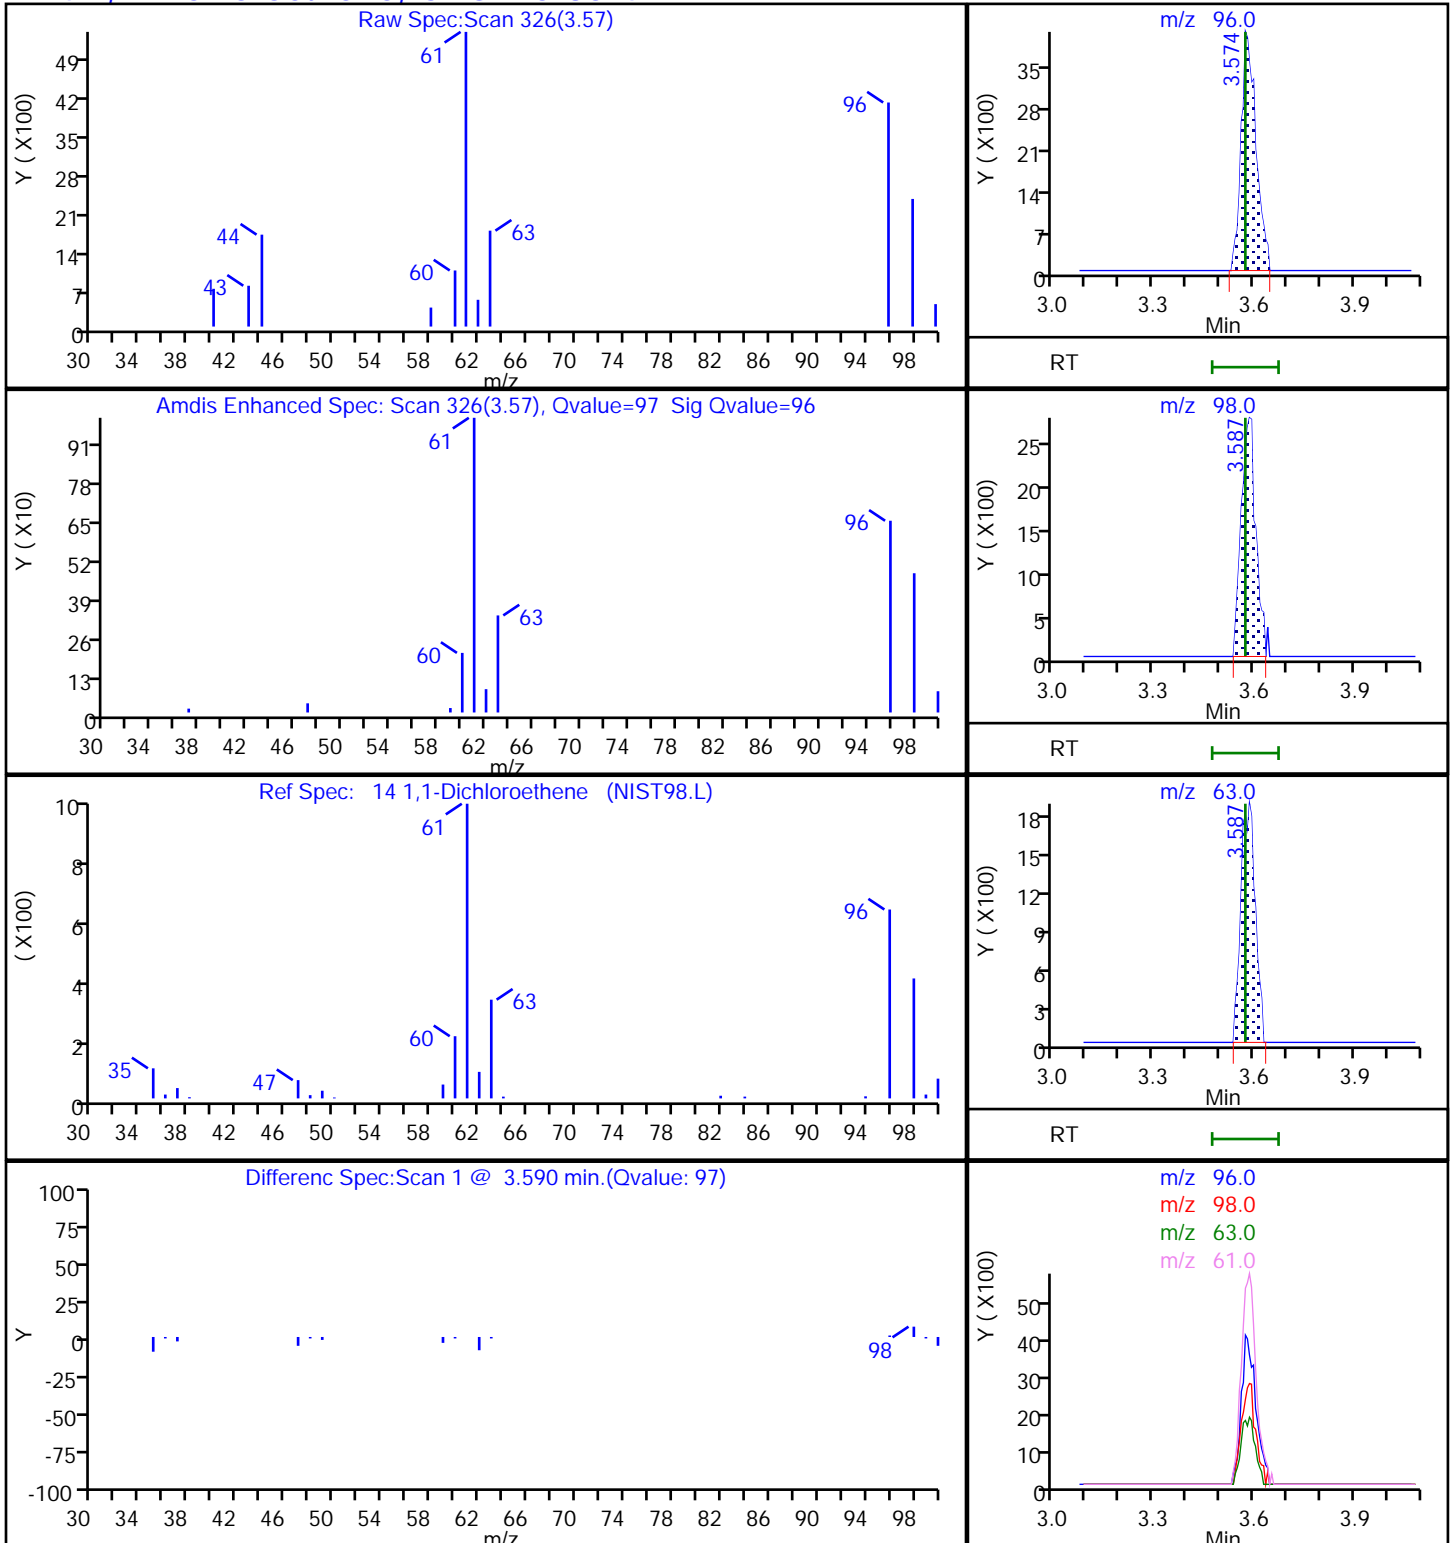 Raw Spec:Scan 326(3.57)
Y ( X100)
49
42
35
28
21
14
7
0
61
96
44
43
60
63
30 34 38 42 46 50 54 58 62 66 70 74 78 82 86 90 94 98
m/z
m/z 96.0
Y ( X100)
35
28
21
14
7
0
3.574
3.0 3.3 3.6 3.9
Min
RT
Amdis Enhanced Spec: Scan 326(3.57), Qvalue=97 Sig Qvalue=96
Y ( X10)
91
78
65
52
39
26
13
0
61
96
63
60
30 34 38 42 46 50 54 58 62 66 70 74 78 82 86 90 94 98
m/z
m/z 98.0
Y ( X100)
25
20
15
10
5
0
3.587
3.0 3.3 3.6 3.9
Min
RT
Ref Spec: 14 1,1-Dichloroethene (NIST98.L)
( X100)
10
8
6
4
2
0
61
96
63
60
35
47
30 34 38 42 46 50 54 58 62 66 70 74 78 82 86 90 94 98
m/z 63.0
Y ( X100)
18
15
12
9
6
3
0
3.587
3.0 3.3 3.6 3.9
Min
RT
Differenc Spec:Scan 1 @ 3.590 min.(Qvalue: 97)
Y
100
75
50
25
0
-25
-50
-75
-100
98
30 34 38 42 46 50 54 58 62 66 70 74 78 82 86 90 94 98
m/z
m/z 96.0
m/z 98.0
m/z 63.0
m/z 61.0
Y ( X100)
50
40
30
20
10
0
3.0 3.3 3.6 3.9
Min